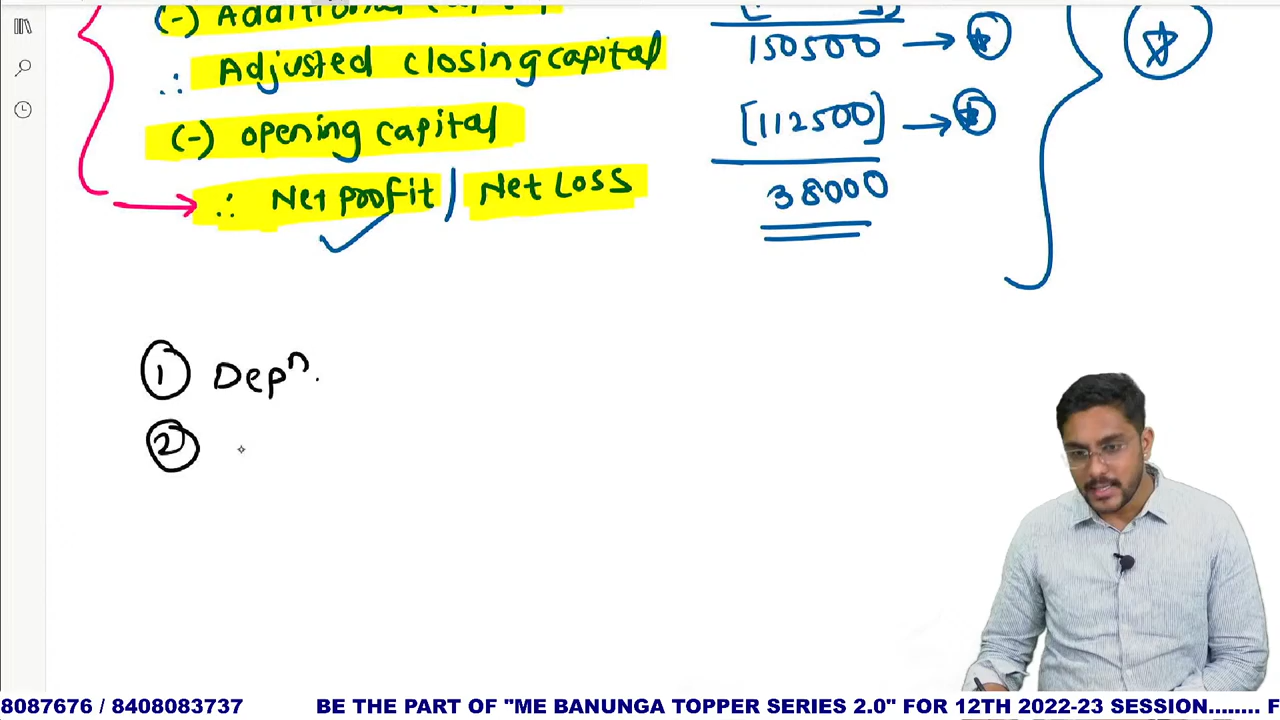 (-) Additional
150500 → ☆
∴ Adjusted closing capital
(-) opening capital [112500] →
∴ Net profit / Net Loss 38000
① Depⁿ.
②
8087676 / 8408083737 BE THE PART OF "ME BANUNGA TOPPER SERIES 2.0" FOR 12TH 2022-23 SESSION........ F